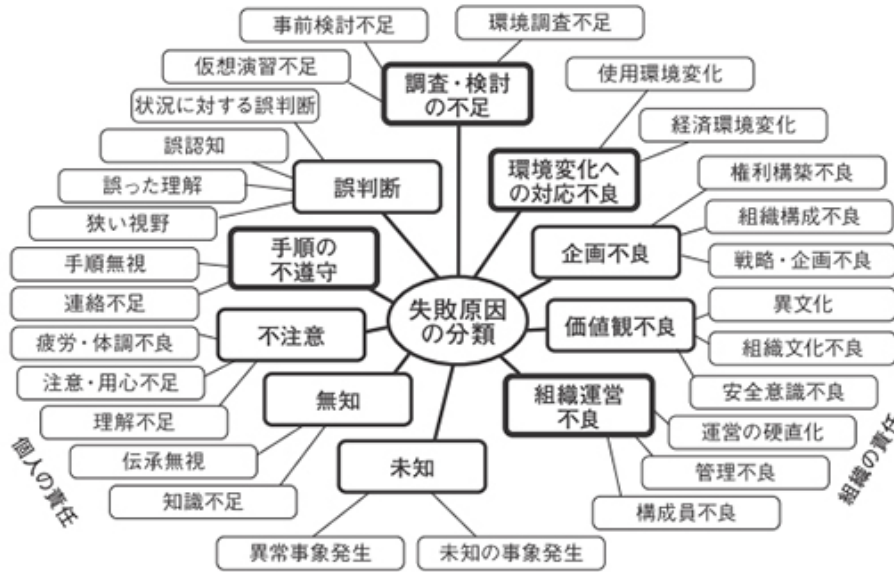 事前検討不足
環境調査不足
仮想演習不足
調査・検討
の不足
使用環境変化
状況に対する誤判断
経済環境変化
誤認知
環境変化へ
の対応不良
権利構築不良
誤った理解
誤判断
狭い視野
組織構成不良
手順の
不遵守
企画不良
手順無視
戦略・企画不良
連絡不足
失敗原因
の分類
異文化
疲労・体調不良
不注意
価値観不良
組織文化不良
注意・用心不足
安全意識不良
無知
組織運営
不良
理解不足
運営の硬直化
伝承無視
未知
管理不良
知識不足
構成員不良
異常事象発生
未知の事象発生
個人の責任
組織の責任